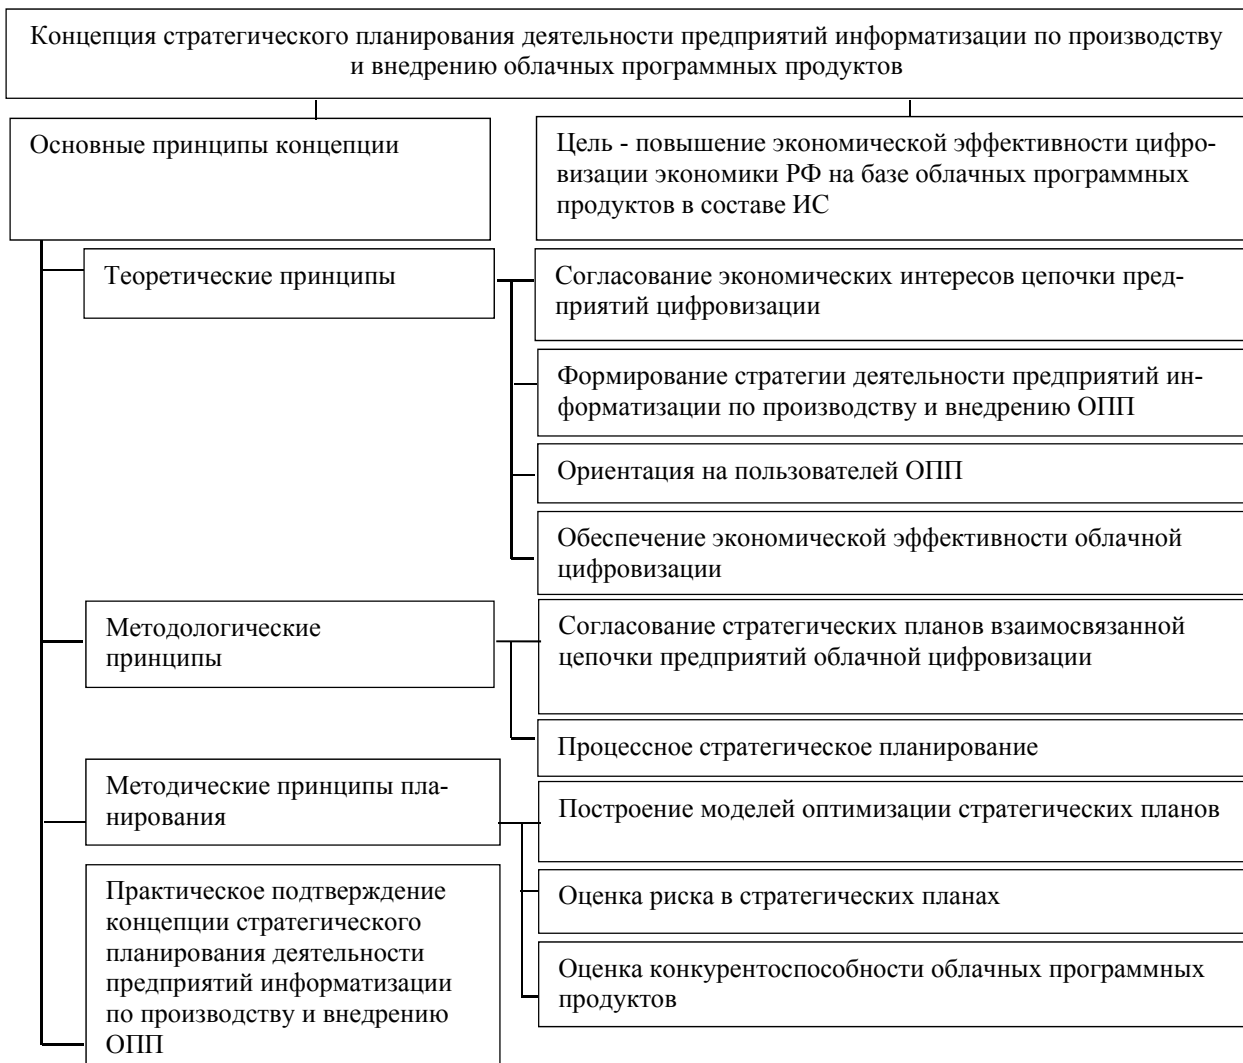 Концепция стратегического планирования деятельности предприятий информатизации по производству
и внедрению облачных программных продуктов
Основные принципы концепции
Цель - повышение экономической эффективности цифро-
визации экономики РФ на базе облачных программных
продуктов в составе ИС
Теоретические принципы
Согласование экономических интересов цепочки пред-
приятий цифровизации
Формирование стратегии деятельности предприятий ин-
форматизации по производству и внедрению ОПП
Ориентация на пользователей ОПП
Обеспечение экономической эффективности облачной
цифровизации
Методологические
принципы
Согласование стратегических планов взаимосвязанной
цепочки предприятий облачной цифровизации
Процессное стратегическое планирование
Методические принципы пла-
нирования
Построение моделей оптимизации стратегических планов
Оценка риска в стратегических планах
Оценка конкурентоспособности облачных программных
продуктов
Практическое подтверждение
концепции стратегического
планирования деятельности
предприятий информатизации
по производству и внедрению
ОПП